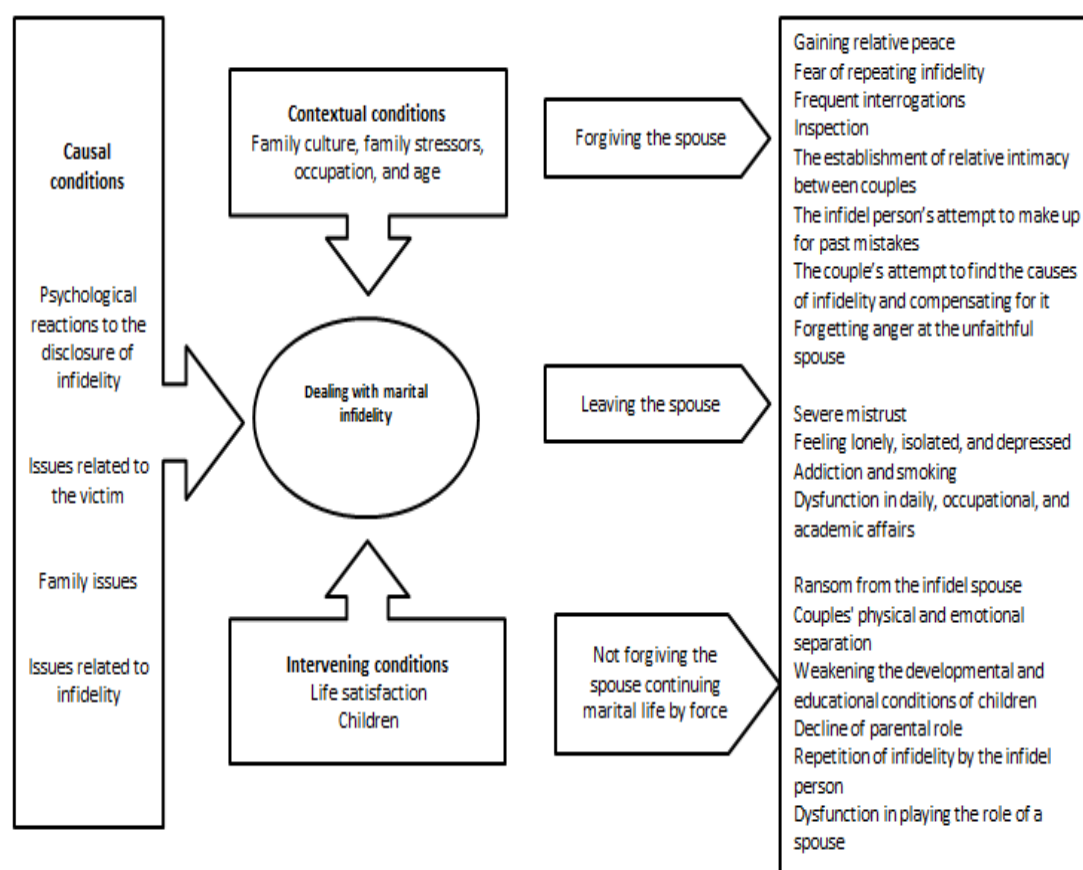 Causal
conditions
Psychological
reactions to the
disclosure of
infidelity
Issues related to
the victim
Family issues
Issues related to
infidelity
Contextual conditions
Family culture, family stressors,
occupation, and age
Dealing with marital
infidelity
Intervening conditions
Life satisfaction
Children
Forgiving the spouse
Leaving the spouse
Not forgiving the
spouse continuing
marital life by force
Gaining relative peace
Fear of repeating infidelity
Frequent interrogations
Inspection
The establishment of relative intimacy
between couples
The infidel person's attempt to make up
for past mistakes
The couple's attempt to find the causes
of infidelity and compensating for it
Forgetting anger at the unfaithful
spouse
Severe mistrust
Feeling lonely, isolated, and depressed
Addiction and smoking
Dysfunction in daily, occupational, and
academic affairs
Ransom from the infidel spouse
Couples' physical and emotional
separation
Weakening the developmental and
educational conditions of children
Decline of parental role
Repetition of infidelity by the infidel
person
Dysfunction in playing the role of a
spouse